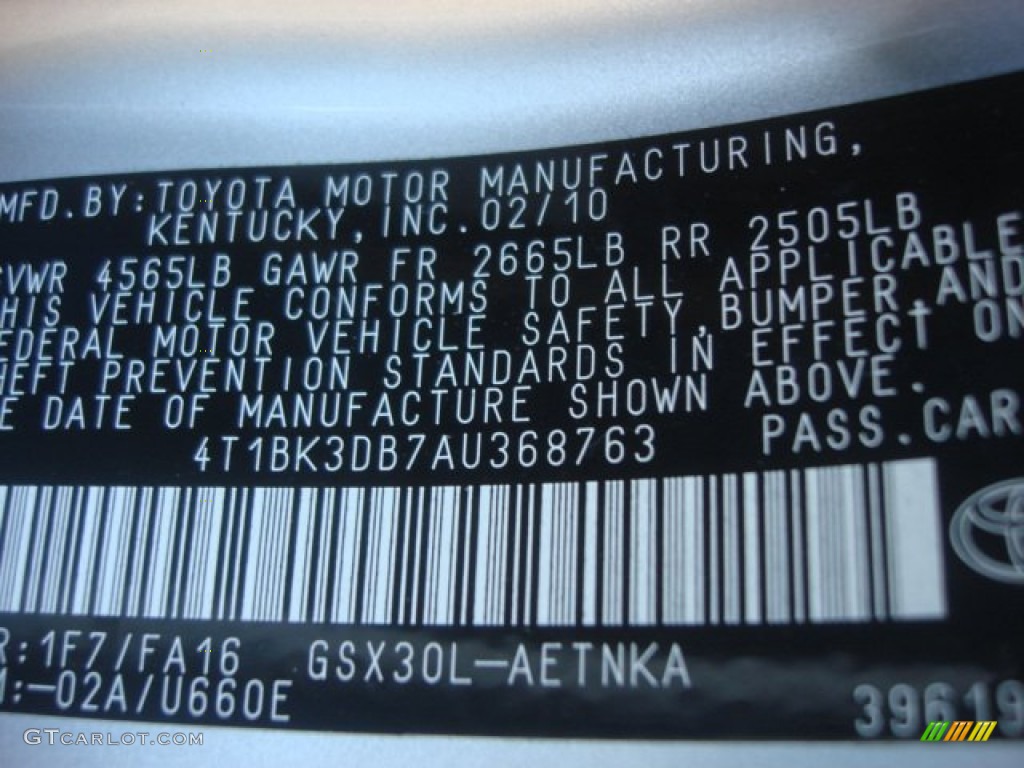 MFD. BY: TOYOTA MOTOR MANUFACTURING,
KENTUCKY, INC. 02/10
GVWR 4565LB GAWR FR 2665LB RR 2505LB
HIS VEHICLE CONFORMS TO ALL APPLICABLE
EDERAL MOTOR VEHICLE SAFETY, BUMPER, AND
HEFT PREVENTION STANDARDS IN EFFECT ON
E DATE OF MANUFACTURE SHOWN ABOVE.
4T1BK3DB7AU368763 PASS. CAR
R:1F7/FA16 GSX30L-AETNKA
M:-02A/U660E
39619
GTCARLOT.COM